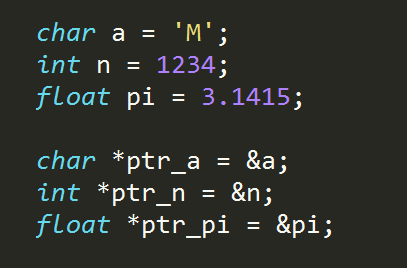 char a = 'M';
int n = 1234;
float pi = 3.1415;
char *ptr_a = &a;
int *ptr_n = &n;
float *ptr_pi = &pi;